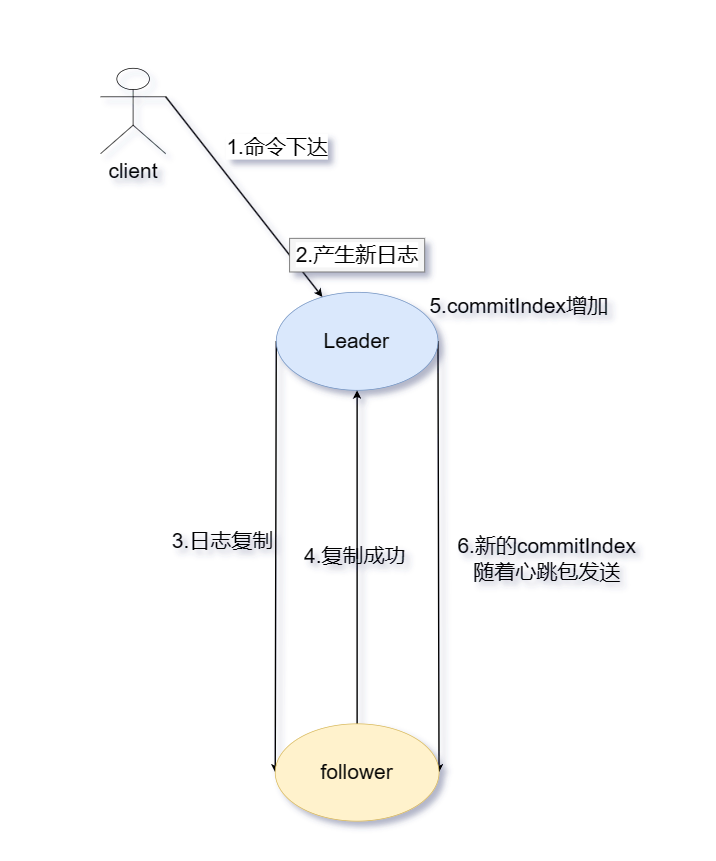 client
1.命令下达
2.产生新日志
5.commitIndex增加
Leader
3.日志复制
4.复制成功
6.新的commitIndex
随着心跳包发送
follower